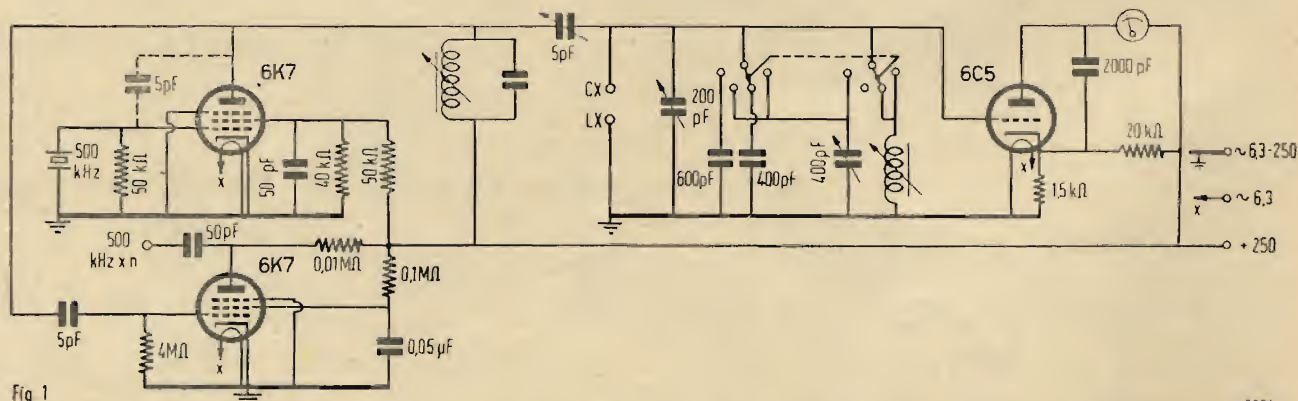 5pF
6K7
5pF
6C5
2000 pF
CX
LX
200
pF
500
kHz
50 kΩ
50 pF
40 kΩ
50 kΩ
600pF
400pF
400pF
20 kΩ
1,5 kΩ
x
x
~6,3-250
~ 6,3
x
+ 250
500
kHz x n
50pF
0,01MΩ
6K7
0,1MΩ
5pF
4MΩ
x
0,05 µF
Fig 1